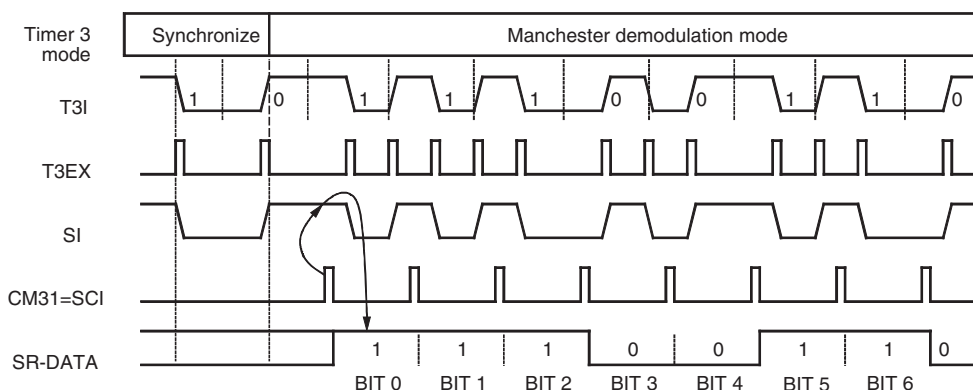 Timer 3 mode Synchronize Manchester demodulation mode
T3I 1 0 1 1 1 0 0 1 1 0
T3EX
SI
CM31=SCI
SR-DATA 1 1 1 0 0 1 1 0
BIT 0 BIT 1 BIT 2 BIT 3 BIT 4 BIT 5 BIT 6